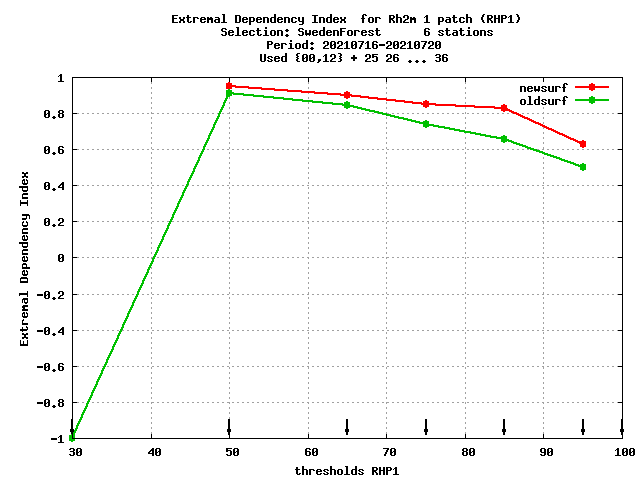 Extremal Dependency Index  for Rh2m 1 patch (RHP1)
Selection: SwedenForest      6 stations
Period: 20210716-20210720
Used {00,12} + 25 26 ... 36
newsurf
oldsurf
1
0.8
0.6
0.4
0.2
0
-0.2
-0.4
-0.6
-0.8
-1
Extremal Dependency Index
30 40 50 60 70 80 90 100
thresholds RHP1